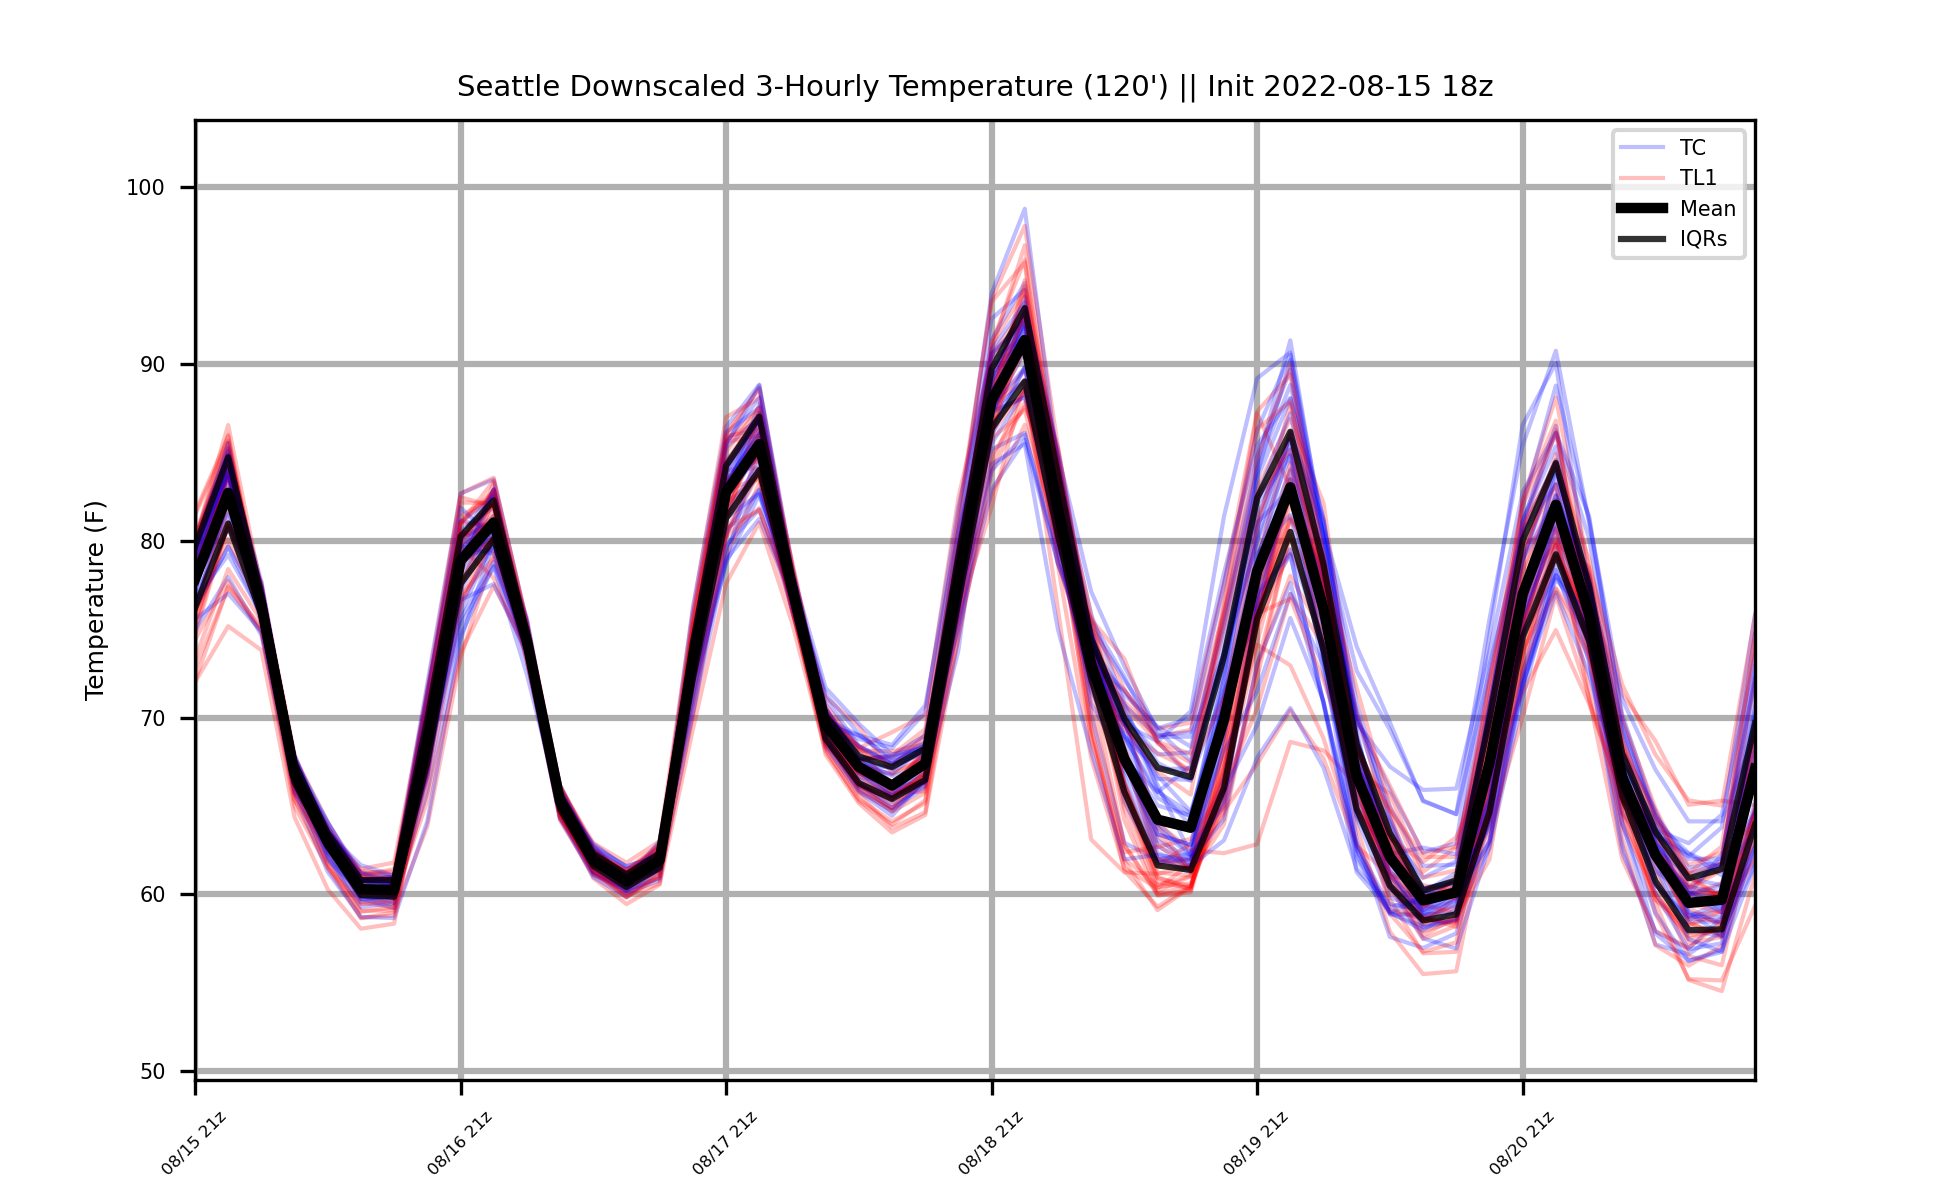 Seattle Downscaled 3-Hourly Temperature (120') || Init 2022-08-15 18z
TC
TL1
Mean
IQRs
Temperature (F)
100
90
80
70
60
50
08/15 21z
08/16 21z
08/17 21z
08/18 21z
08/19 21z
08/20 21z